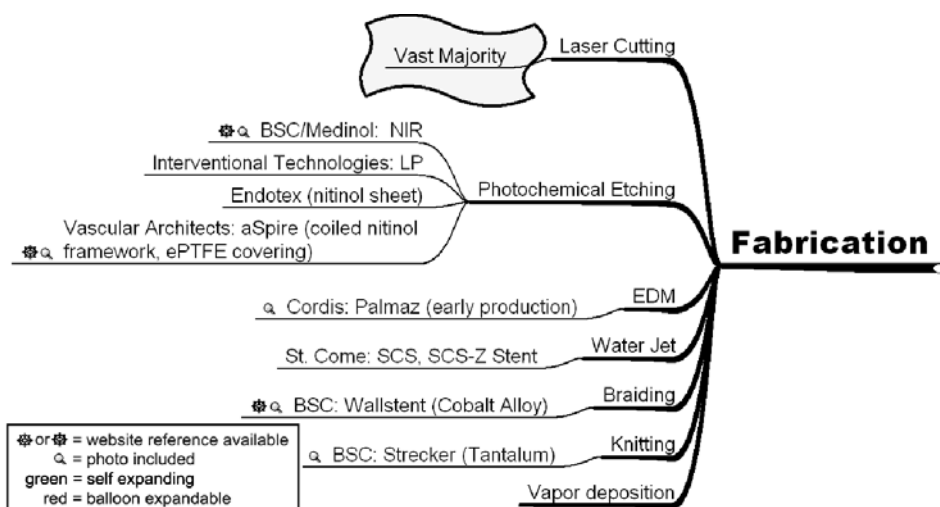 Vast Majority
Laser Cutting
BSC/Medinol: NIR
Interventional Technologies: LP
Endotex (nitinol sheet)
Vascular Architects: aSpire (coiled nitinol
framework, ePTFE covering)
Photochemical Etching
Fabrication
Cordis: Palmaz (early production)
EDM
St. Come: SCS, SCS-Z Stent
Water Jet
BSC: Wallstent (Cobalt Alloy)
Braiding
BSC: Strecker (Tantalum)
Knitting
Vapor deposition
or = website reference available
= photo included
green = self expanding
red = balloon expandable